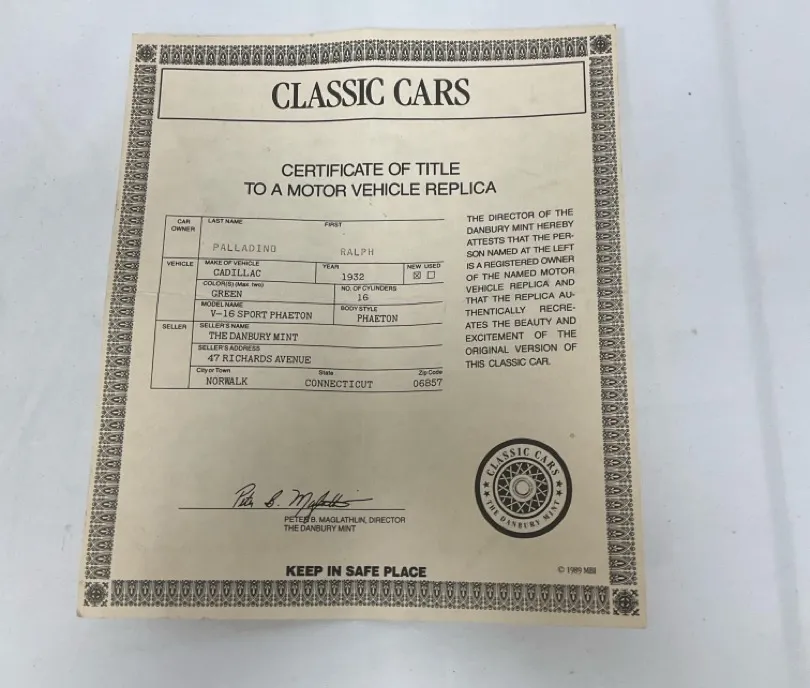 CLASSIC CARS
CERTIFICATE OF TITLE
TO A MOTOR VEHICLE REPLICA
CAR OWNER
LAST NAME
FIRST
PALLADINO
RALPH
VEHICLE
MAKE OF VEHICLE
CADILLAC
YEAR
1932
NEW USED
☒ ☐
COLOR(S) (Max. two)
GREEN
NO. OF CYLINDERS
16
MODEL NAME
V-16 SPORT PHAETON
BODY STYLE
PHAETON
SELLER
SELLER'S NAME
THE DANBURY MINT
SELLER'S ADDRESS
47 RICHARDS AVENUE
City or Town
State
Zip Code
NORWALK
CONNECTICUT
06857
THE DIRECTOR OF THE
DANBURY MINT HEREBY
ATTESTS THAT THE PER-
SON NAMED AT THE LEFT
IS A REGISTERED OWNER
OF THE NAMED MOTOR
VEHICLE REPLICA AND
THAT THE REPLICA AU-
THENTICALLY RECRE-
ATES THE BEAUTY AND
EXCITEMENT OF THE
ORIGINAL VERSION OF
THIS CLASSIC CAR.
Peter B. Maglathlin
PETER B. MAGLATHLIN, DIRECTOR
THE DANBURY MINT
CLASSIC CARS
THE DANBURY MINT
KEEP IN SAFE PLACE
© 1989 MBI